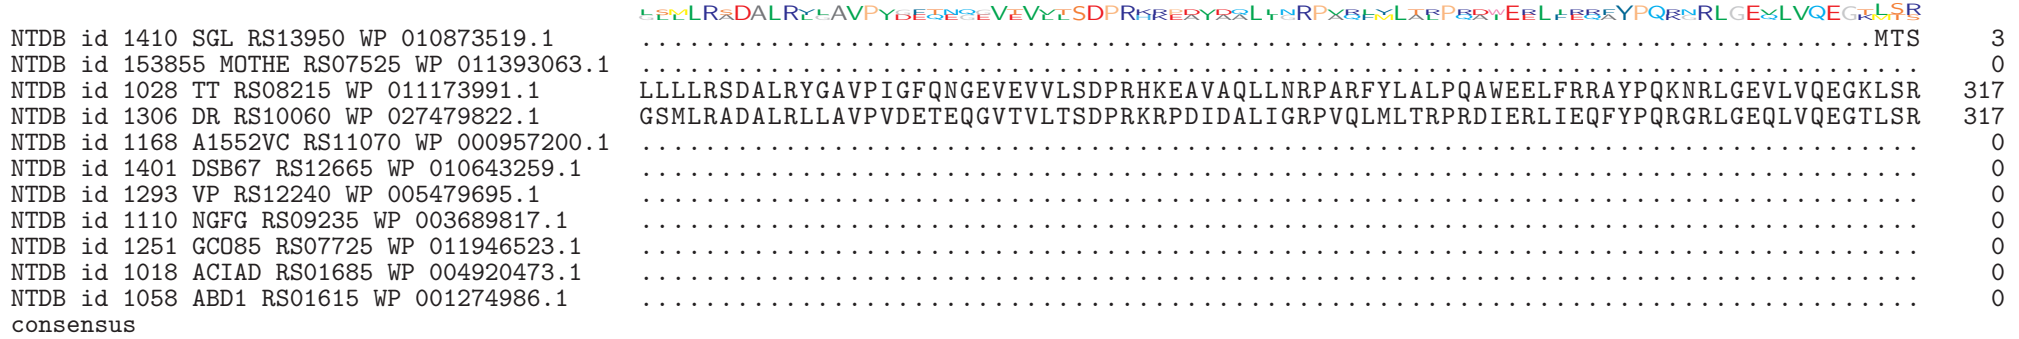 NTDB id 1410 SGL RS13950 WP 010873519.1 .............................................................................MTS 3
NTDB id 153855 MOTHE RS07525 WP 011393063.1 ................................................................................ 0
NTDB id 1028 TT RS08215 WP 011173991.1 LLLLRSDALRYGAVPIGFQNGEVEVVLSDPRHKEAVAQLLNRPARFYLALPQAWEELFRRAYPQKNRLGEVLVQEGKLSR 317
NTDB id 1306 DR RS10060 WP 027479822.1 GSMLRADALRLLAVPVDETEQGVTVLTSDPRKRPDIDALIGRPVQLMLTRPRDIERLIEQFYPQRGRLGEQLVQEGTLSR 317
NTDB id 1168 A1552VC RS11070 WP 000957200.1 ................................................................................ 0
NTDB id 1401 DSB67 RS12665 WP 010643259.1 ................................................................................ 0
NTDB id 1293 VP RS12240 WP 005479695.1 ................................................................................ 0
NTDB id 1110 NGFG RS09235 WP 003689817.1 ................................................................................ 0
NTDB id 1251 GCO85 RS07725 WP 011946523.1 ................................................................................ 0
NTDB id 1018 ACIAD RS01685 WP 004920473.1 ................................................................................ 0
NTDB id 1058 ABD1 RS01615 WP 001274986.1 ................................................................................ 0
consensus